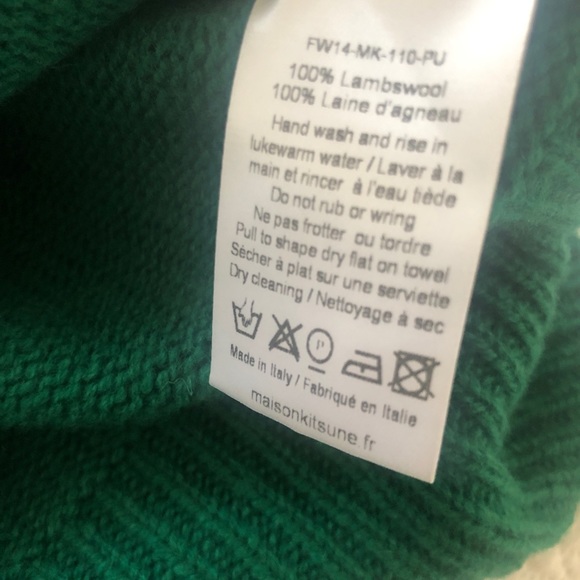 FW14-MK-110-PU
100% Lambswool
100% Laine d'agneau
Hand wash and rise in
lukewarm water / Laver à la
main et rincer à l'eau tiède
Do not rub or wring
Ne pas frotter ou tordre
Pull to shape dry flat on towel
Sécher à plat sur une serviette
Dry cleaning / Nettoyage à sec
P
Made in Italy / Fabriqué en Italie
maisonkitsune.fr